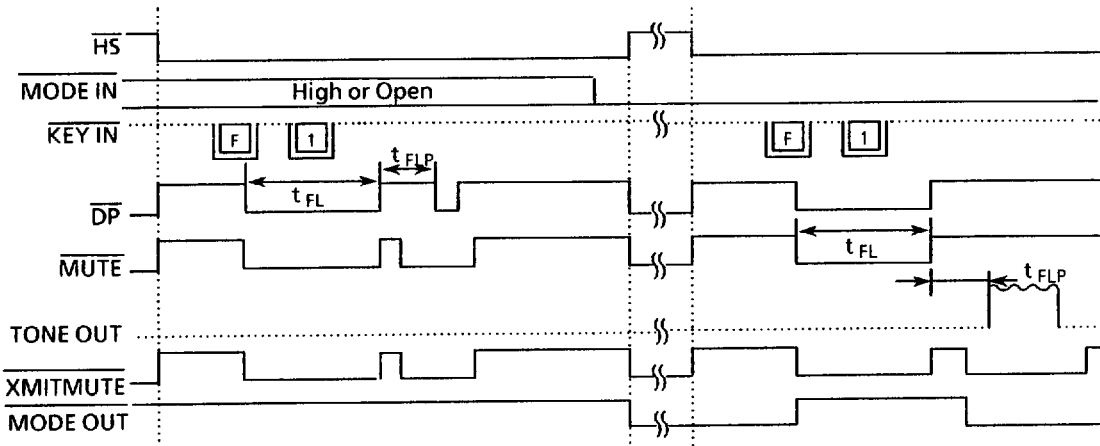 HS
MODE IN High or Open
KEY IN F 1 F 1
t FLP
t FL
DP
MUTE
t FL
t FLP
TONE OUT
XMITMUTE
MODE OUT